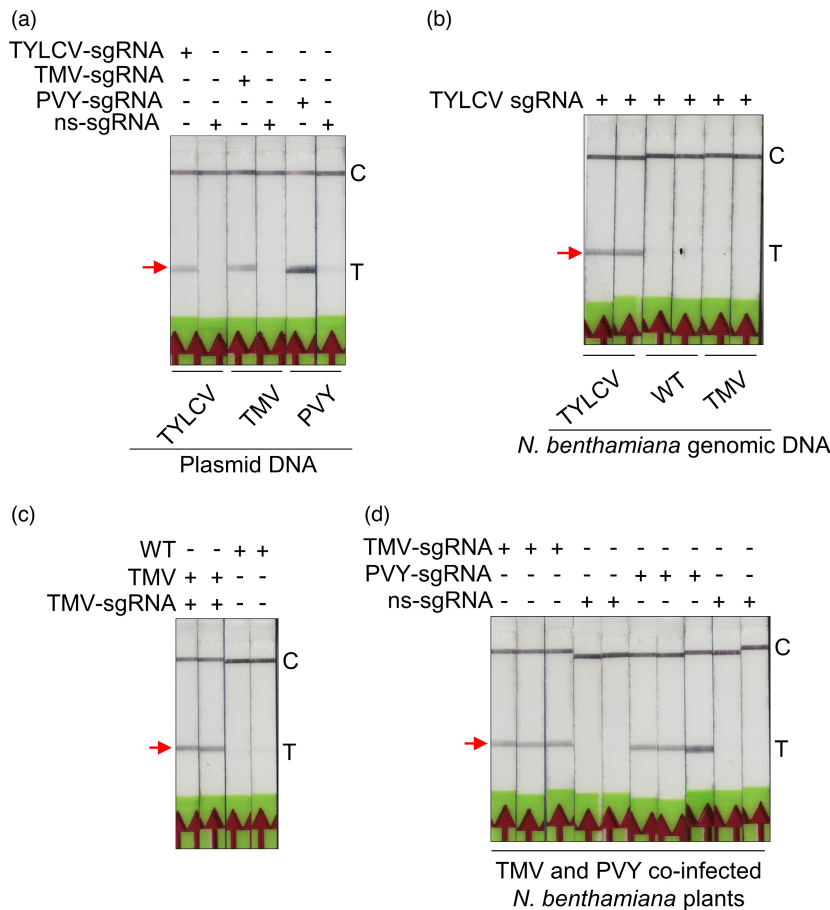 (a)
TYLCV-sgRNA + - - - - -
TMV-sgRNA - - + - - -
PVY-sgRNA - - - - + -
ns-sgRNA - + - + - +
C
T
TYLCV TMV PVY
Plasmid DNA
(b)
TYLCV sgRNA + + + + + +
C
T
TYLCV WT TMV
N. benthamiana genomic DNA
(c)
WT - - + +
TMV + + - -
TMV-sgRNA + + - -
C
T
(d)
TMV-sgRNA + + + - - - - - - -
PVY-sgRNA - - - - - + + + - -
ns-sgRNA - - - + + - - - + +
C
T
TMV and PVY co-infected
N. benthamiana plants